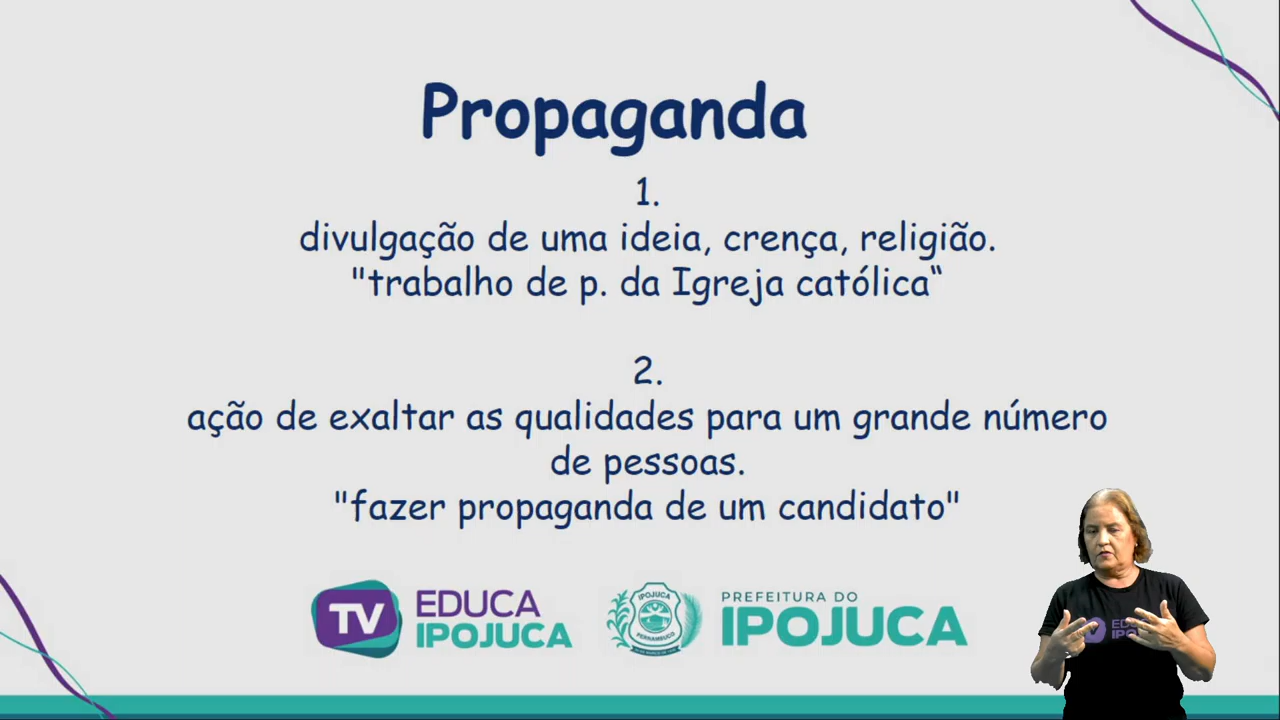 Propaganda
1.
divulgação de uma ideia, crença, religião.
"trabalho de p. da Igreja católica“
2.
ação de exaltar as qualidades para um grande número
de pessoas.
"fazer propaganda de um candidato"
TV EDUCA
IPOJUCA
IPOJUCA
PERNAMBUCO
PREFEITURA DO
IPOJUCA
EDUCA
IPO